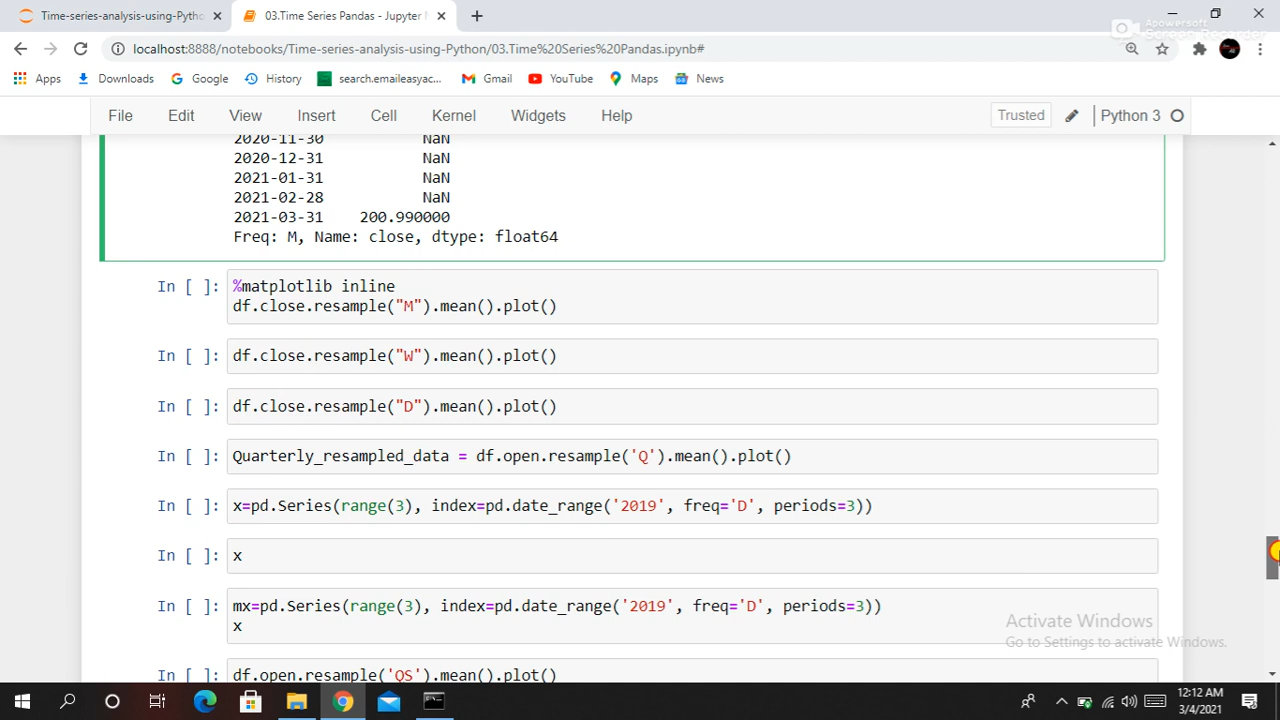 Time-series-analysis-using-Pytho
03.Time Series Pandas - Jupyter
Apowersoft
Screen Recorder
localhost:8888/notebooks/Time-series-analysis-using-Python/03.Time%20Series%20Pandas.ipynb#
Apps Downloads Google History search.emaileasyac... Gmail YouTube Maps News
File Edit View Insert Cell Kernel Widgets Help Trusted Python 3
2020-11-30 NaN
2020-12-31 NaN
2021-01-31 NaN
2021-02-28 NaN
2021-03-31 200.990000
Freq: M, Name: close, dtype: float64
In [ ]: %matplotlib inline
df.close.resample("M").mean().plot()
In [ ]: df.close.resample("W").mean().plot()
In [ ]: df.close.resample("D").mean().plot()
In [ ]: Quarterly_resampled_data = df.open.resample('Q').mean().plot()
In [ ]: x=pd.Series(range(3), index=pd.date_range('2019', freq='D', periods=3))
In [ ]: x
In [ ]: mx=pd.Series(range(3), index=pd.date_range('2019', freq='D', periods=3))
x
In [ ]: df.open.resample('QS').mean().plot()
Activate Windows
Go to Settings to activate Windows.
12:12 AM
3/4/2021